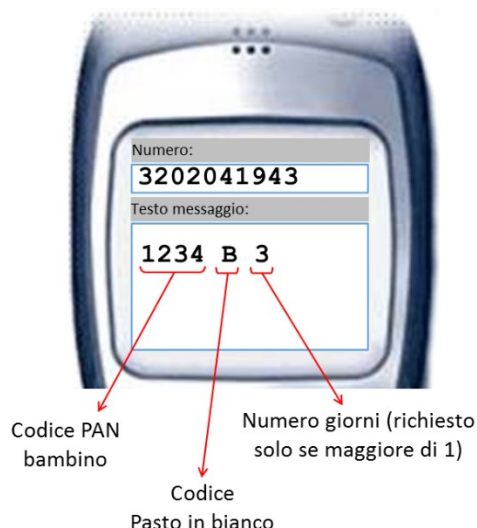 Numero:
3202041943
Testo messaggio:
1234 B 3
Codice PAN
bambino
Numero giorni (richiesto
solo se maggiore di 1)
Codice
Pasto in bianco